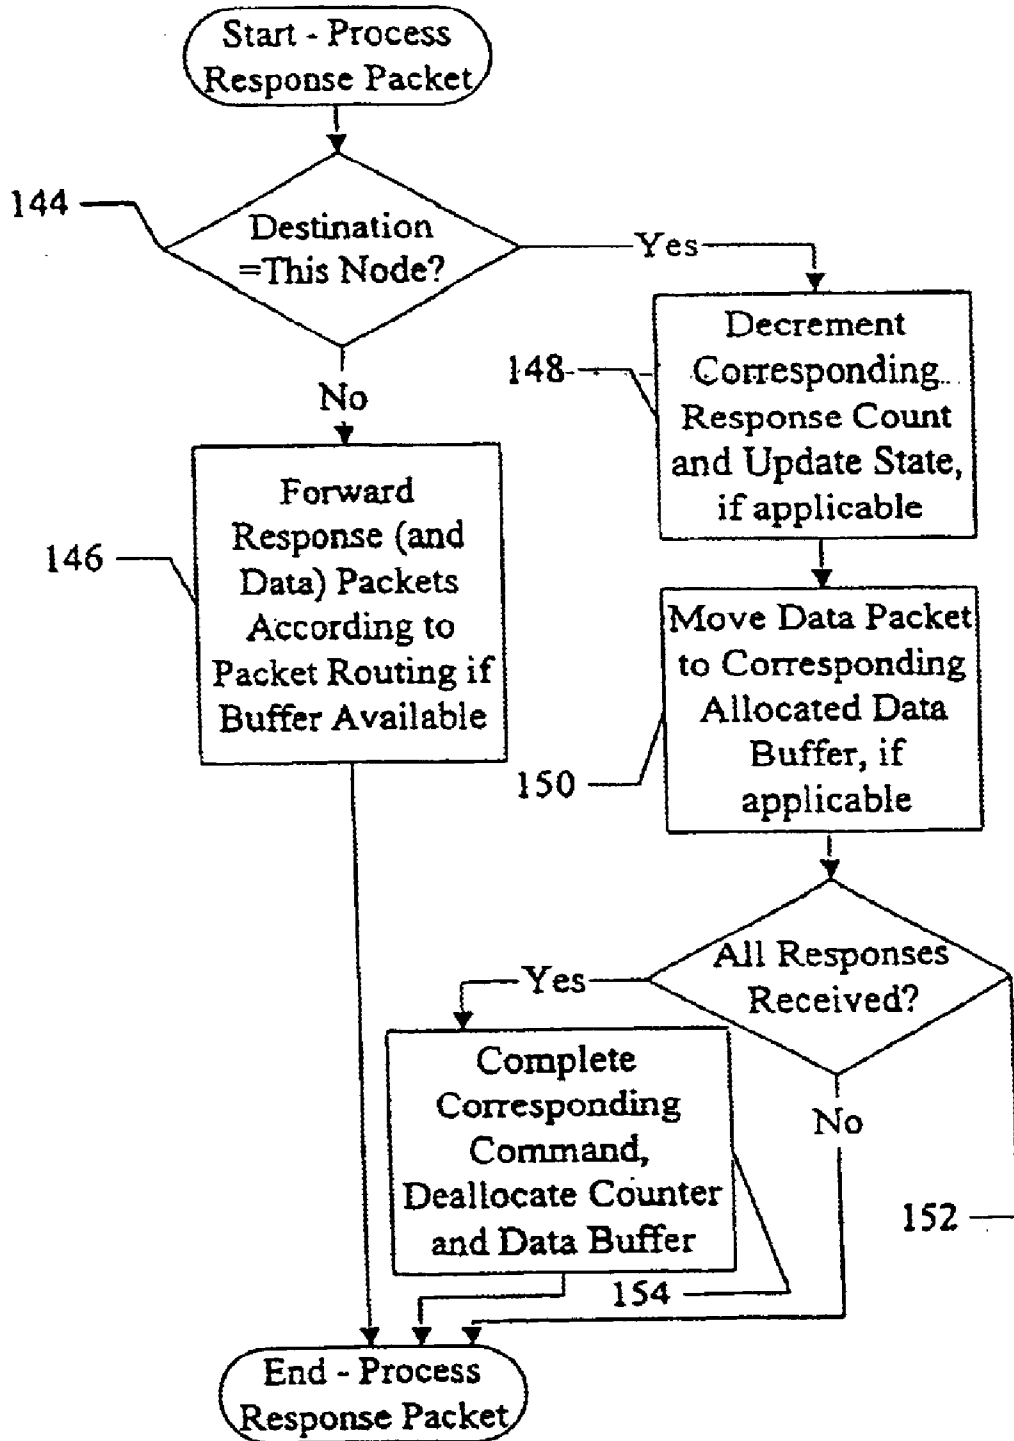 Start - Process
Response Packet
144
Destination
=This Node?
Yes
No
148
Decrement
Corresponding
Response Count
and Update State,
if applicable
146
Forward
Response (and
Data) Packets
According to
Packet Routing if
Buffer Available
150
Move Data Packet
to Corresponding
Allocated Data
Buffer, if
applicable
All Responses
Received?
Yes
No
152
Complete
Corresponding
Command,
Deallocate Counter
and Data Buffer
154
End - Process
Response Packet